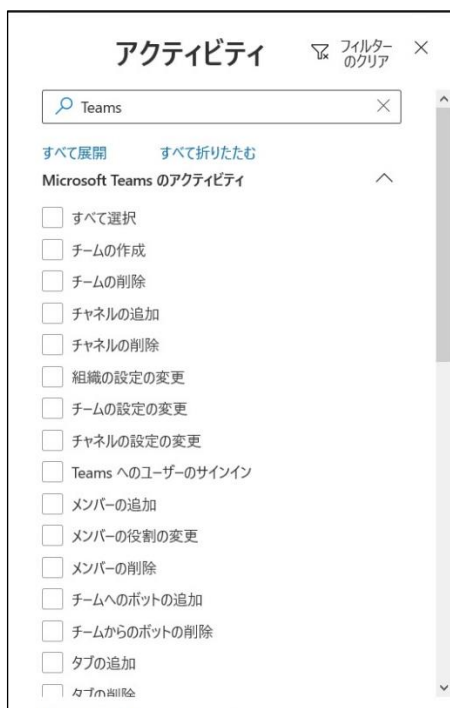 アクティビティ
フィルター
のクリア
Teams
すべて展開 すべて折りたたむ
Microsoft Teams のアクティビティ
すべて選択
チームの作成
チームの削除
チャネルの追加
チャネルの削除
組織の設定の変更
チームの設定の変更
チャネルの設定の変更
Teams へのユーザーのサインイン
メンバーの追加
メンバーの役割の変更
メンバーの削除
チームへのボットの追加
チームからのボットの削除
タブの追加
タブの削除